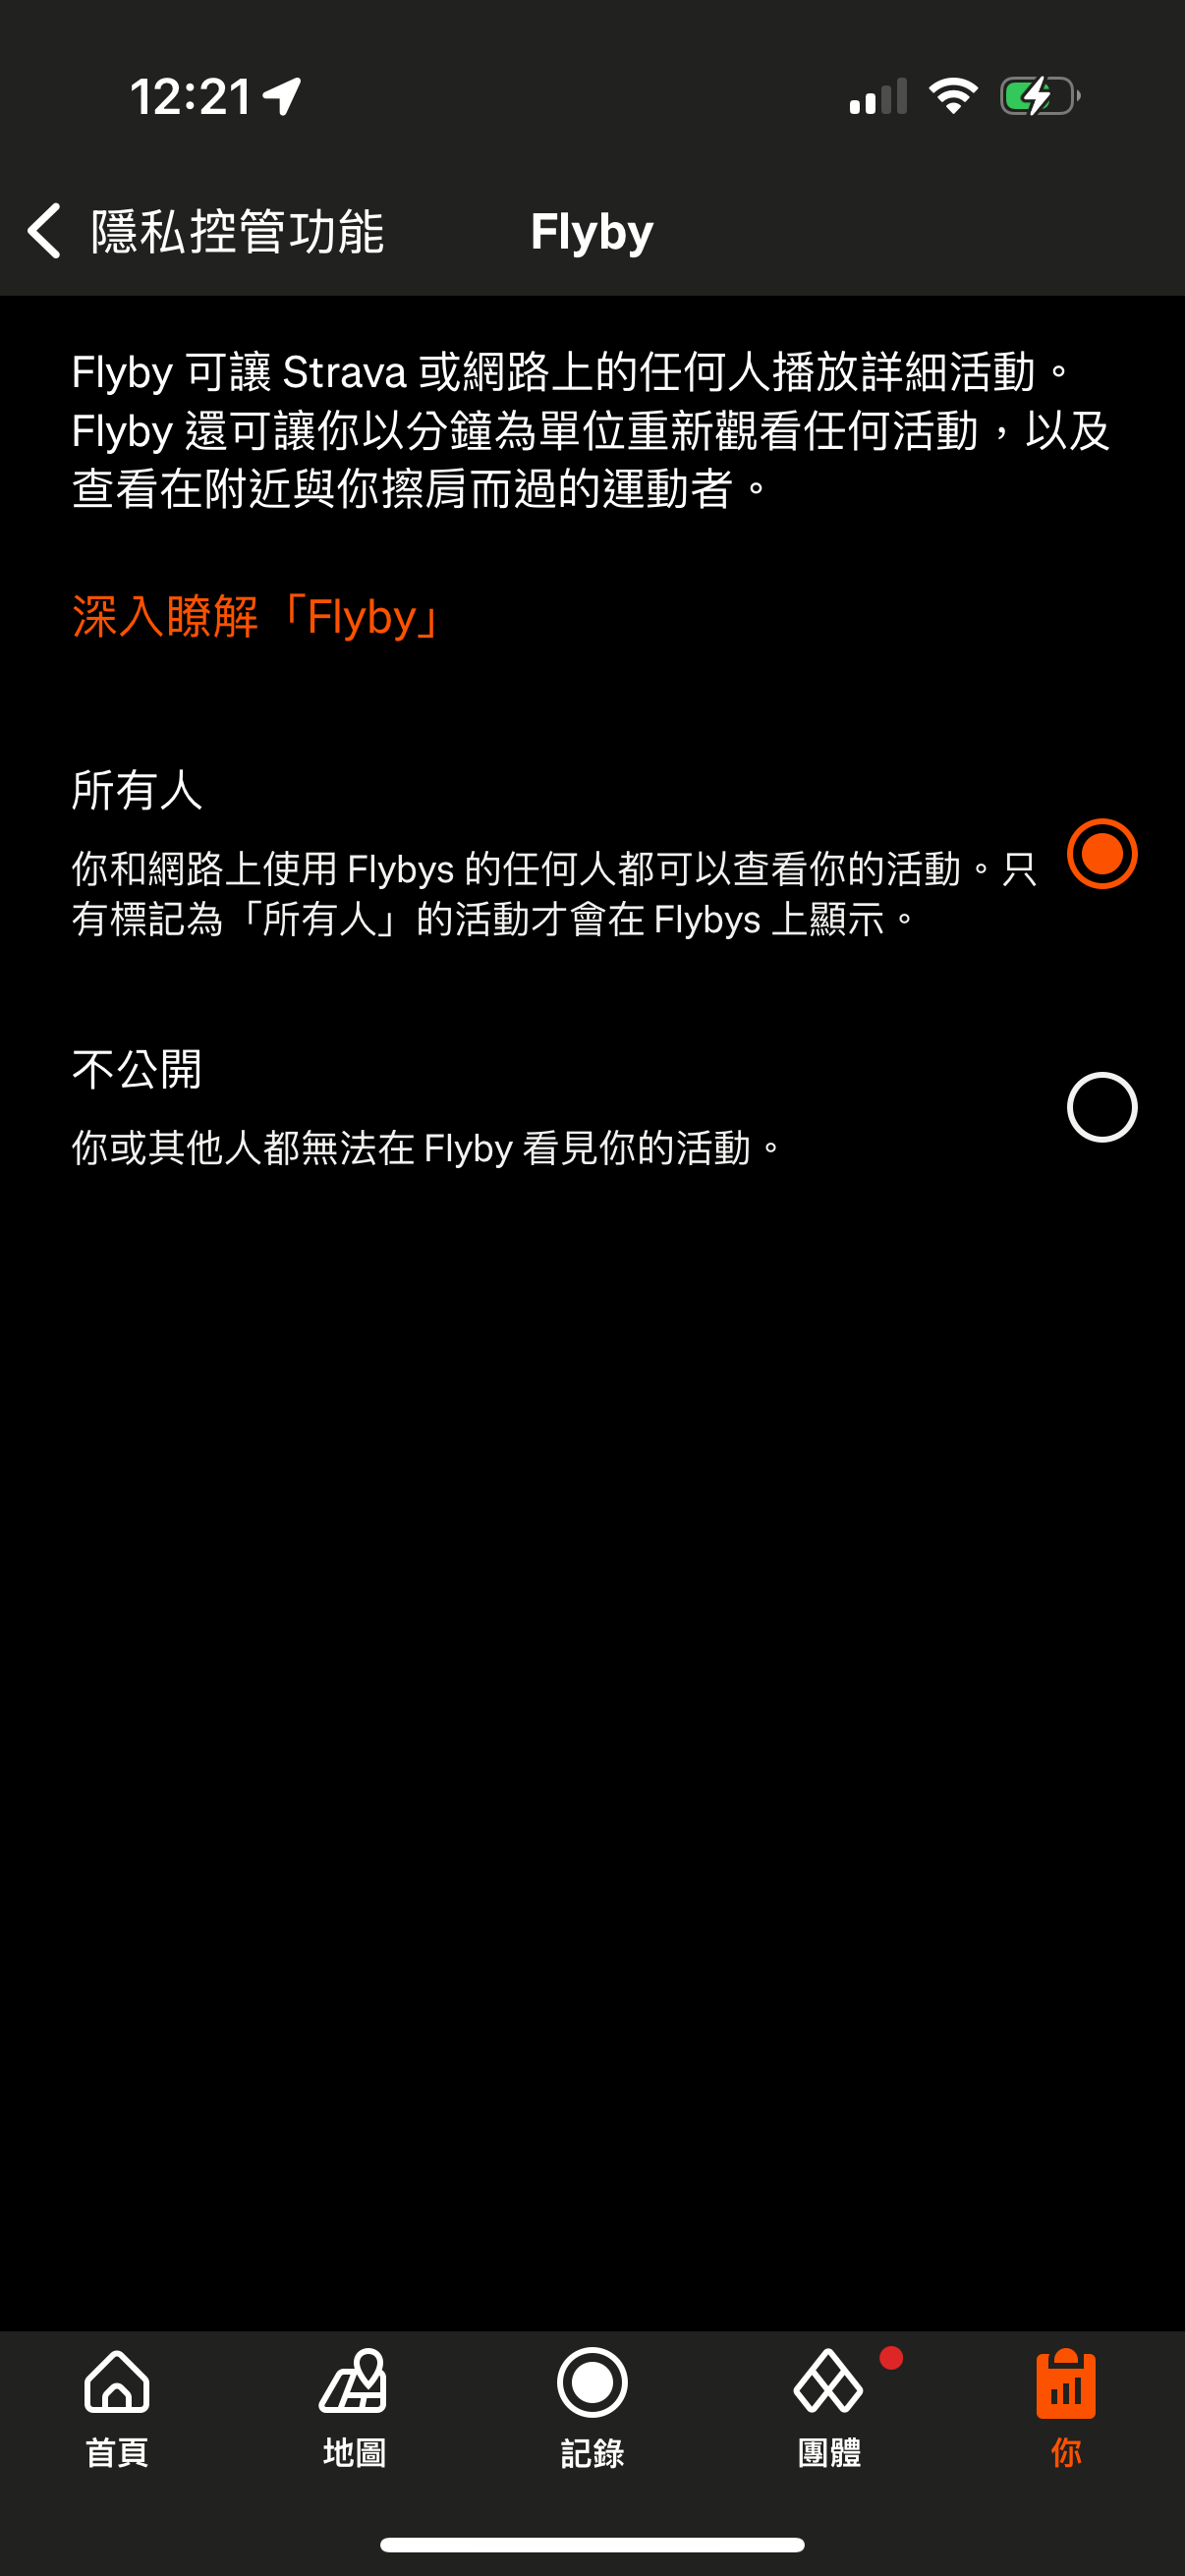 12:21
隱私控管功能
Flyby
Flyby 可讓 Strava 或網路上的任何人播放詳細活動。
Flyby 還可讓你以分鐘為單位重新觀看任何活動，以及
查看在附近與你擦肩而過的運動者。
深入瞭解「Flyby」
所有人
你和網路上使用 Flybys 的任何人都可以查看你的活動。只
有標記為「所有人」的活動才會在 Flybys 上顯示。
不公開
你或其他人都無法在 Flyby 看見你的活動。
首頁
地圖
記錄
團體
你